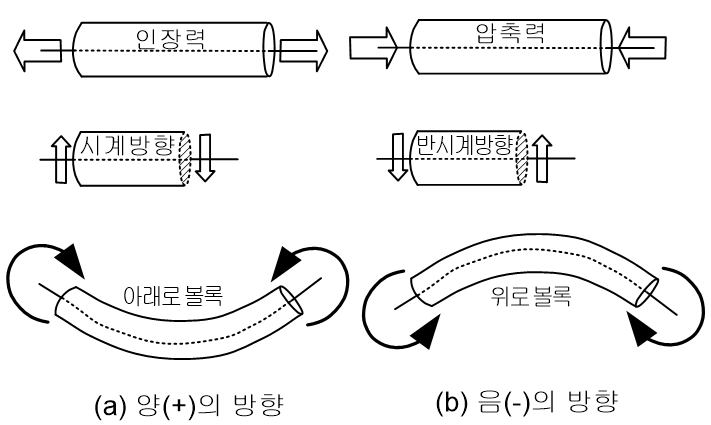 인장력
압축력
시계방향
반시계방향
아래로 볼록
위로 볼록
(a) 양(+)의 방향
(b) 음(-)의 방향